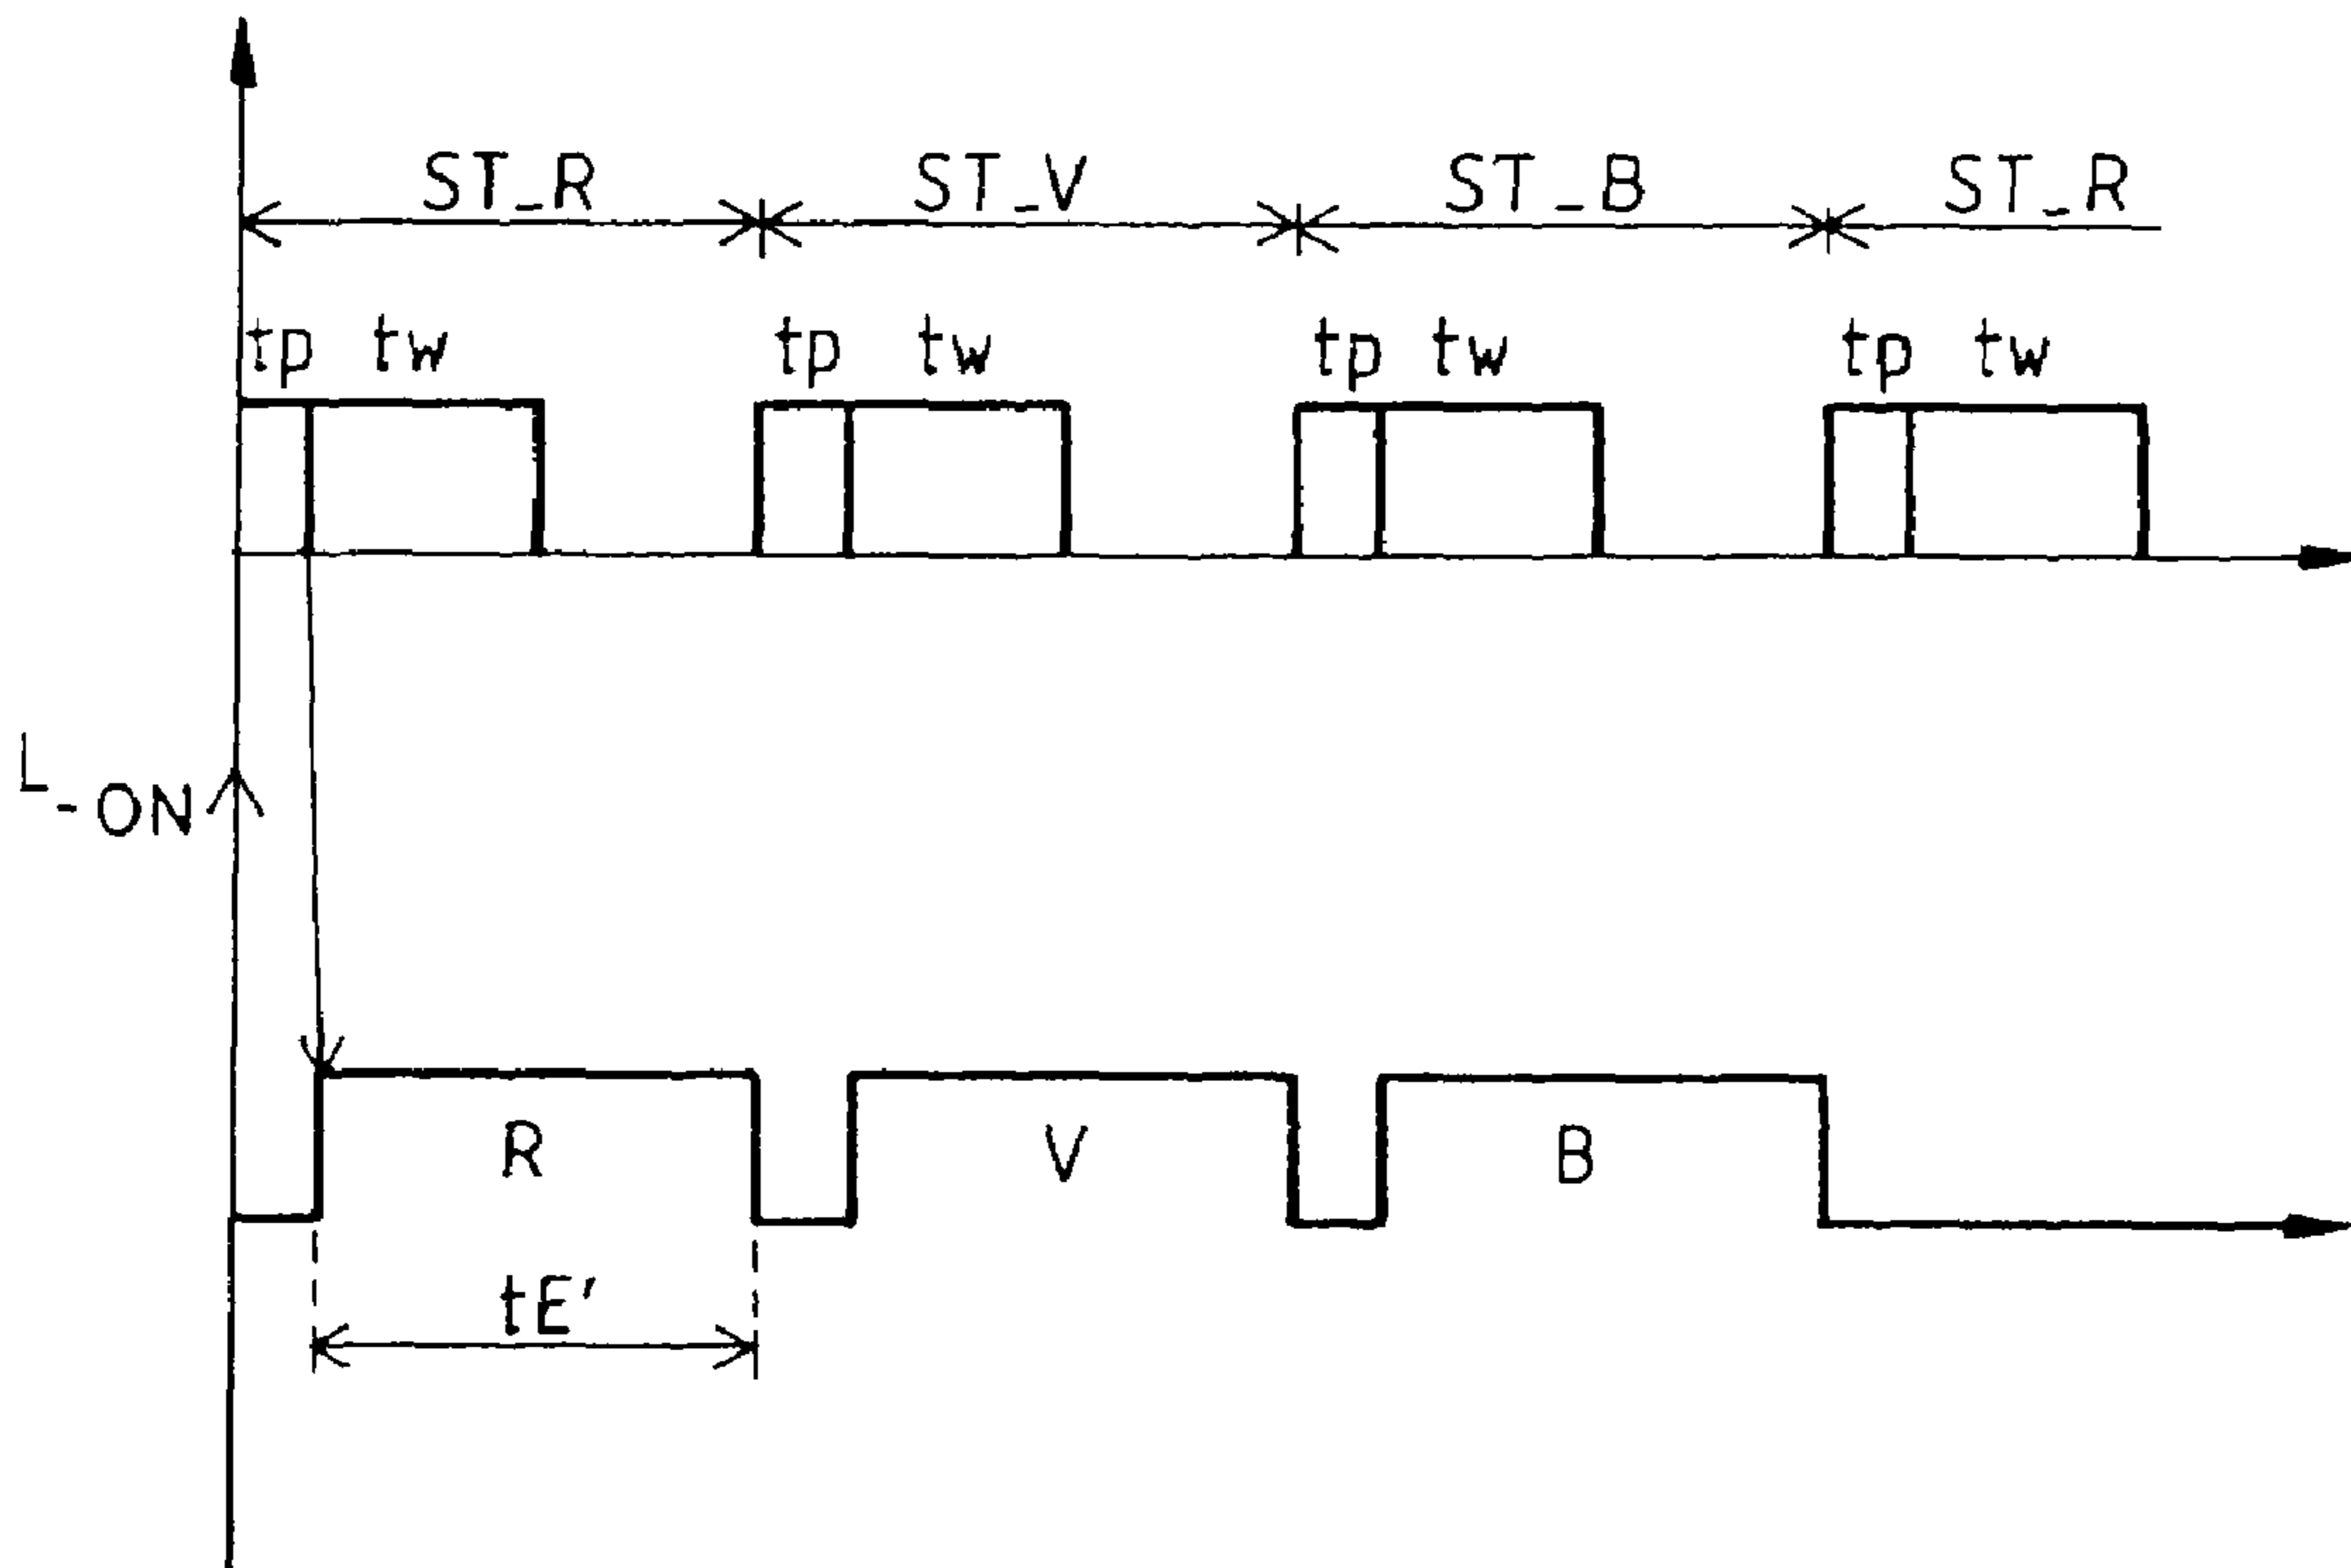 ST_R ST_V ST_B ST_R
tp tw tp tw tp tw tp tw
L-ON
R V B
tE'